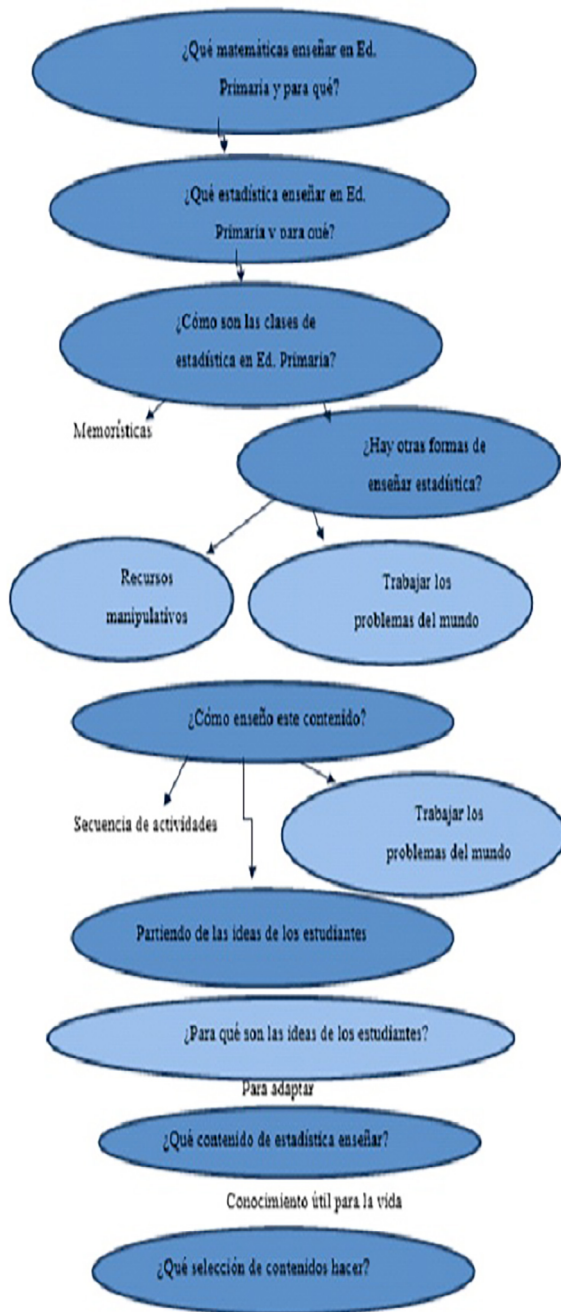 ¿Qué matemáticas enseñar en Ed.
Primaria y para qué?
¿Qué estadística enseñar en Ed.
Primaria y para qué?
¿Cómo son las clases de
estadística en Ed. Primaria?
Memorísticas
¿Hay otras formas de
enseñar estadística?
Recursos
manipulativos
Trabajar los
problemas del mundo
¿Cómo enseño este contenido?
Secuencia de actividades
Trabajar los
problemas del mundo
Partiendo de las ideas de los estudiantes
¿Para qué son las ideas de los estudiantes?
Para adaptar
¿Qué contenido de estadística enseñar?
Conocimiento útil para la vida
¿Qué selección de contenidos hacer?